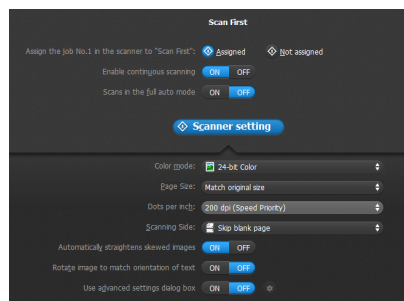 Scan First
Assign the job No.1 in the scanner to "Scan First": Assigned Not assigned
Enable continuous scanning ON OFF
Scans in the full auto mode ON OFF
Scanner setting
Color mode: 24-bit Color
Page Size: Match original size
Dots per inch: 200 dpi (Speed Priority)
Scanning Side: Skip blank page
Automatically straightens skewed images ON OFF
Rotate image to match orientation of text ON OFF
Use advanced settings dialog box ON OFF